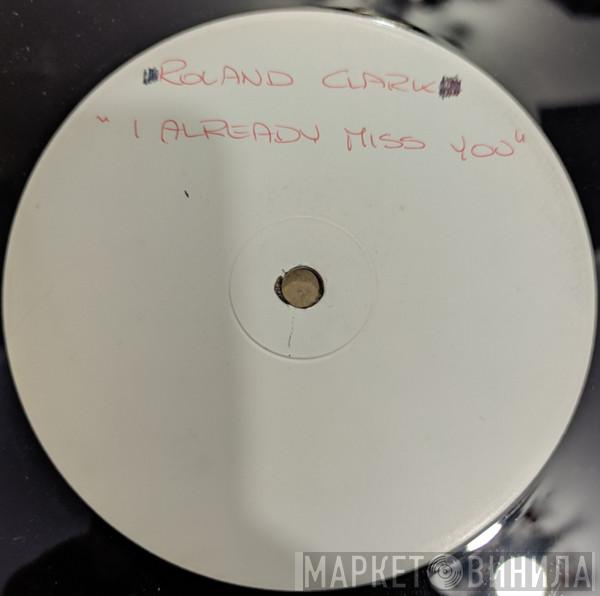 ROLAND CLARK
" I ALREADY MISS YOU "
МАРКЕТ ВИНИЛА